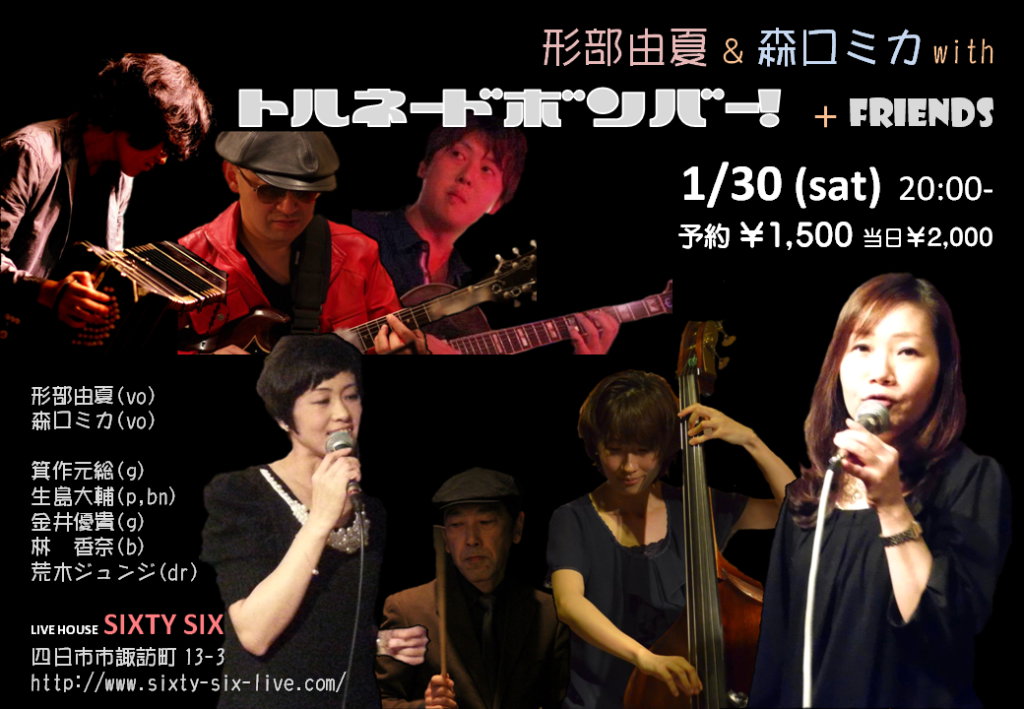 形部由夏 & 森口ミカ with
トルネードボンバー! + FRIENDS
1/30 (sat) 20:00-
予約 ¥1,500 当日¥2,000
形部由夏(vo)
森口ミカ(vo)
箕作元総(g)
生島大輔(p,bn)
金井優貴(g)
林 香奈(b)
荒木ジュンジ(dr)
LIVE HOUSE SIXTY SIX
四日市市諏訪町 13-3
http://www.sixty-six-live.com/